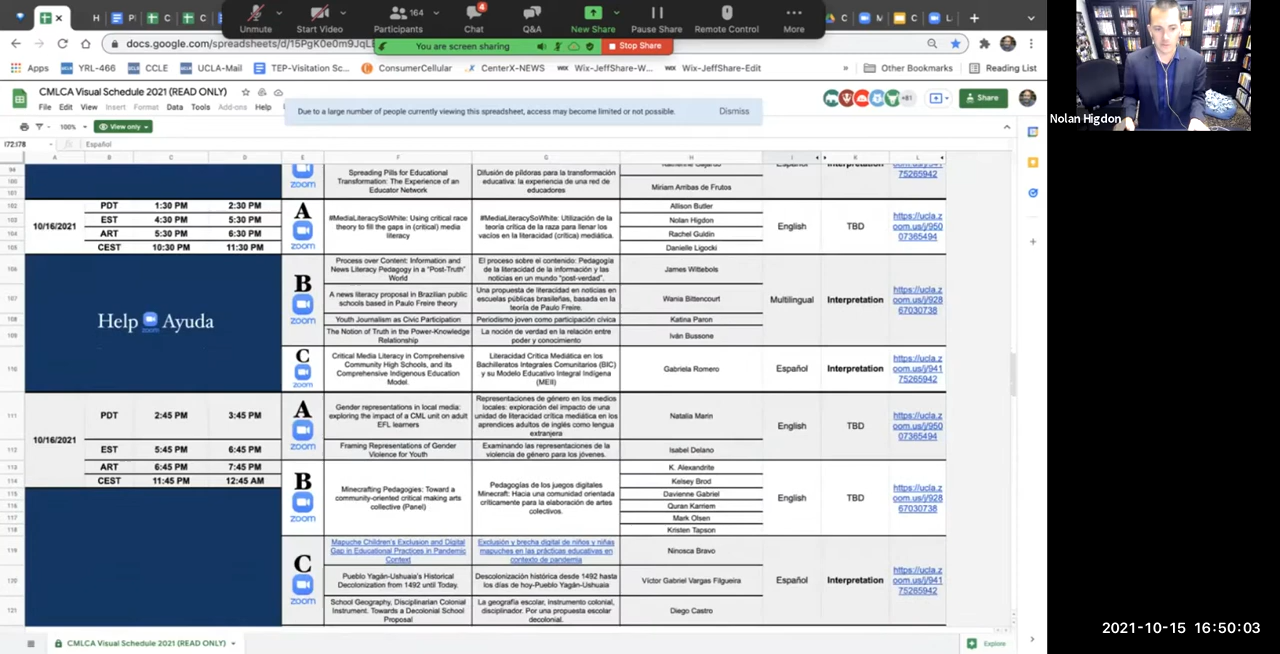 Unmute
Start Video
164
Participants
4
Chat
Q&A
New Share
Pause Share
Remote Control
More
You are screen sharing
Stop Share
docs.google.com/spreadsheets/d/15PgK0e0m9JqL
Apps
YRL-466
CCLE
UCLA-Mail
TEP-Visitation Sc...
ConsumerCellular
CenterX-NEWS
Wix-JeffShare-W...
Wix-JeffShare-Edit
Other Bookmarks
Reading List
CMLCA Visual Schedule 2021 (READ ONLY)
File Edit View Insert Format Data Tools Add-ons Help
Due to a large number of people currently viewing this spreadsheet, access may become limited or not possible.
Dismiss
+81
Share
100%
View only
I72:I78
Español
A B C D E F G H I K L
Spreading Pills for Educational
Transformation: The Experience of an
Educator Network
Difusión de píldoras para la transformación
educativa: la experiencia de una red de
educadores
Miriam Arribas de Frutos
75265942
zoom
10/16/2021
PDT 1:30 PM 2:30 PM
EST 4:30 PM 5:30 PM
ART 5:30 PM 6:30 PM
CEST 10:30 PM 11:30 PM
A
zoom
#MediaLiteracySoWhite: Using critical race
theory to fill the gaps in (critical) media
literacy
#MediaLiteracySoWhite: Utilización de la
teoría crítica de la raza para llenar los
vacíos en la literacidad (crítica) mediática.
Allison Butler
Nolan Higdon
Rachel Guldin
Danielle Ligocki
English
TBD
https://ucla.z
oom.us/j/950
07365494
Help zoom Ayuda
B
zoom
Process over Content: Information and
News Literacy Pedagogy in a "Post-Truth"
World
El proceso sobre el contenido: Pedagogía
de la literacidad de la información y las
noticias en un mundo "post-verdad".
James Wittebols
A news literacy proposal in Brazilian public
schools based in Paulo Freire theory
Una propuesta de literacidad en noticias en
escuelas públicas brasileñas, basada en la
teoría de Paulo Freire.
Wania Bittencourt
Youth Journalism as Civic Participation
Periodismo joven como participación cívica
Katina Paron
The Notion of Truth in the Power-Knowledge
Relationship
La noción de verdad en la relación entre
poder y conocimiento
Iván Bussone
Multilingual
Interpretation
https://ucla.z
oom.us/j/928
67030738
C
zoom
Critical Media Literacy in Comprehensive
Community High Schools, and its
Comprehensive Indigenous Education
Model.
Literacidad Crítica Mediática en los
Bachilleratos Integrales Comunitarios (BIC)
y su Modelo Educativo Integral Indígena
(MEII)
Gabriela Romero
Español
Interpretation
https://ucla.z
oom.us/j/941
75265942
10/16/2021
PDT 2:45 PM 3:45 PM
EST 5:45 PM 6:45 PM
ART 6:45 PM 7:45 PM
CEST 11:45 PM 12:45 AM
A
zoom
Gender representations in local media:
exploring the impact of a CML unit on adult
EFL learners
Representaciones de género en los medios
locales: exploración del impacto de una
unidad de literacidad crítica mediática en los
aprendices adultos de inglés como lengua
extranjera
Natalia Marin
Framing Representations of Gender
Violence for Youth
Examinando las representaciones de la
violencia de género para los jóvenes.
Isabel Delano
English
TBD
https://ucla.z
oom.us/j/950
07365494
B
zoom
Minecrafting Pedagogies: Toward a
community-oriented critical making arts
collective (Panel)
Pedagogías de los juegos digitales
Minecraft: Hacia una comunidad orientada
críticamente para la elaboración de artes
colectivos.
K. Alexandrite
Kelsey Brod
Davienne Gabriel
Quran Karriem
Mark Olsen
Kristen Tapson
English
TBD
https://ucla.z
oom.us/j/928
67030738
C
zoom
Mapuche Children's Exclusion and Digital
Gap in Educational Practices in Pandemic
Context
Exclusión y brecha digital de niños y niñas
mapuches en las prácticas educativas en
contexto de pandemia
Ninosca Bravo
Pueblo Yagán-Ushuaia's Historical
Decolonization from 1492 until Today.
Descolonización histórica desde 1492 hasta
los días de hoy-Pueblo Yagán-Ushuaia
Víctor Gabriel Vargas Filgueira
School Geography, Disciplinarian Colonial
Instrument. Towards a Decolonial School
Proposal
La geografía escolar, instrumento colonial,
disciplinador. Por una propuesta escolar
decolonial.
Diego Castro
Español
Interpretation
https://ucla.z
oom.us/j/941
75265942
CMLCA Visual Schedule 2021 (READ ONLY)
Explore
Nolan Higdon
2021-10-15 16:50:03